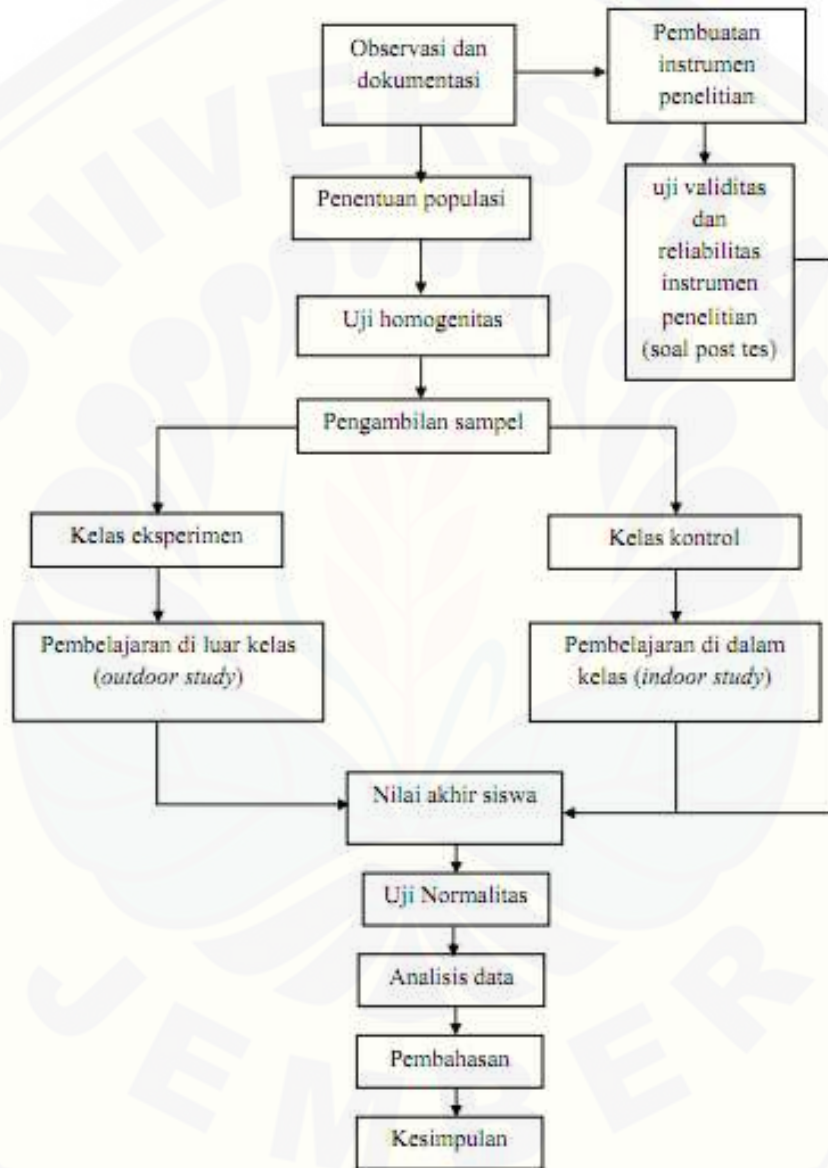 Observasi dan
dokumentasi
Pembuatan
instrumen
penelitian
Penentuan populasi
uji validitas
dan
reliabilitas
instrumen
penelitian
(soal post tes)
Uji homogenitas
Pengambilan sampel
Kelas eksperimen
Kelas kontrol
Pembelajaran di luar kelas
(outdoor study)
Pembelajaran di dalam
kelas (indoor study)
Nilai akhir siswa
Uji Normalitas
Analisis data
Pembahasan
Kesimpulan
UNIVERSITAS
JEMBER